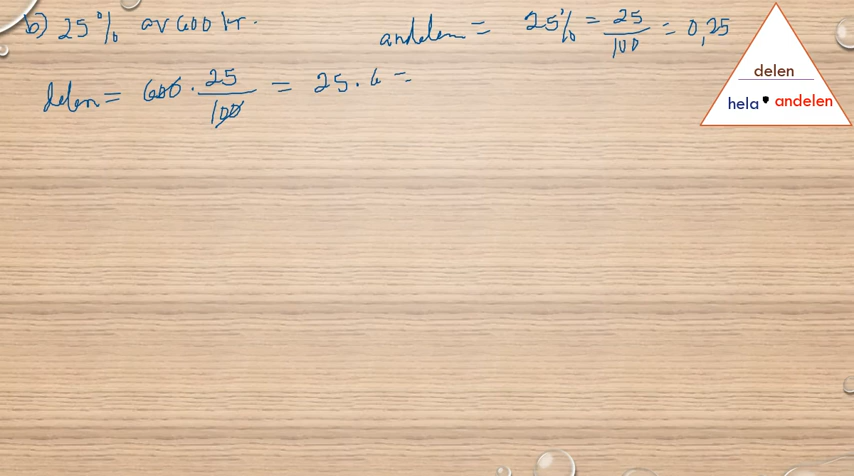 b) 25% av 600 kr.
andelen = 25% = 25/100 = 0,25
delen = 600 · 25/100 = 25 · 6 =
delen
hela · andelen